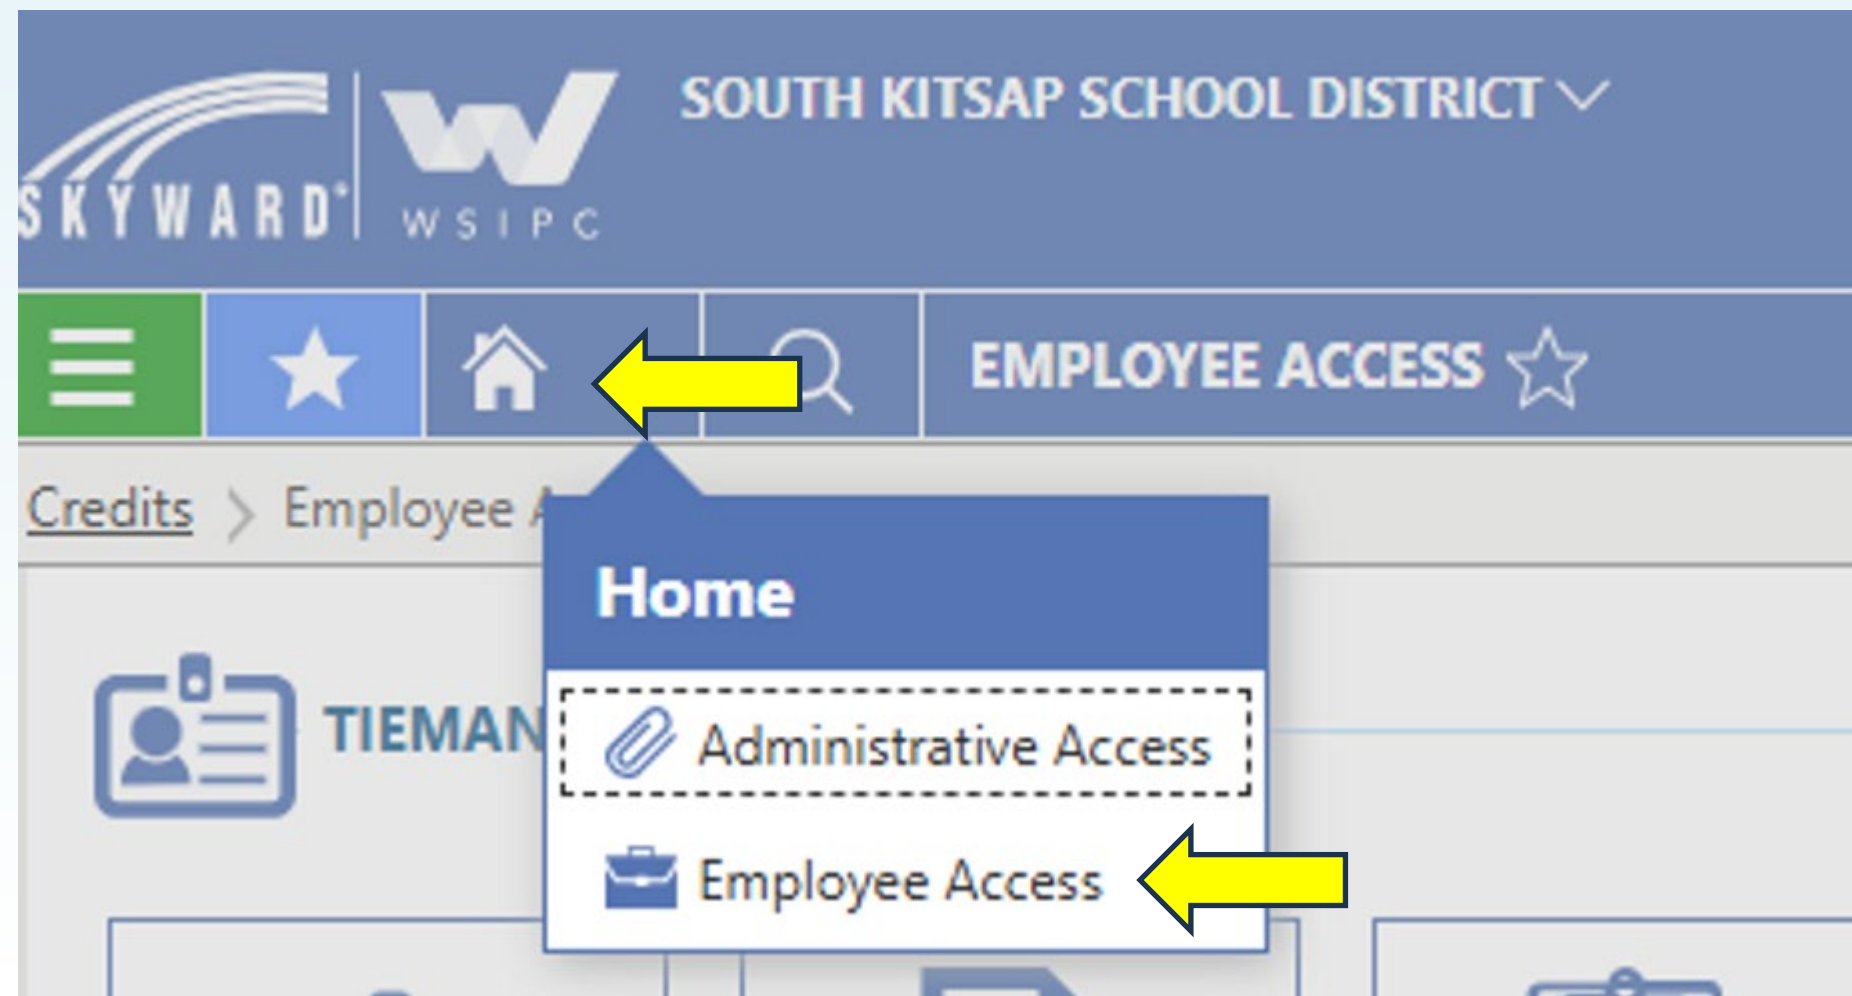 SOUTH KITSAP SCHOOL DISTRICT
SKYWARD®
WSIPC
EMPLOYEE ACCESS
Credits > Employee A
Home
TIEMAN
Administrative Access
Employee Access